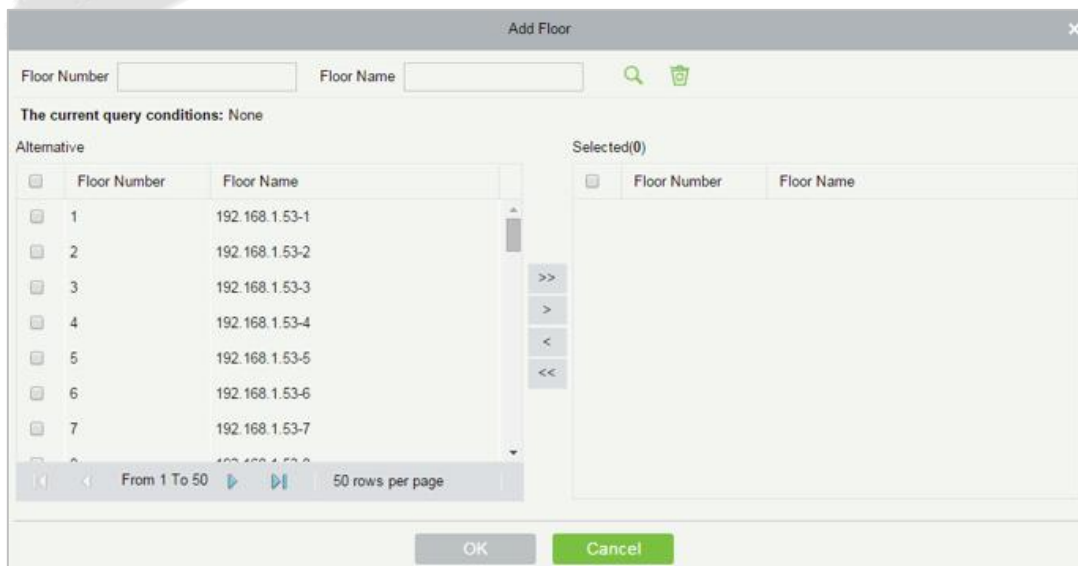 Add Floor ×
Floor Number Floor Name
The current query conditions: None
Alternative Selected(0)
Floor Number Floor Name Floor Number Floor Name
1 192.168.1.53-1
2 192.168.1.53-2
3 192.168.1.53-3
>>
4 192.168.1.53-4
>
<
5 192.168.1.53-5
<<
6 192.168.1.53-6
7 192.168.1.53-7
From 1 To 50 50 rows per page
OK Cancel